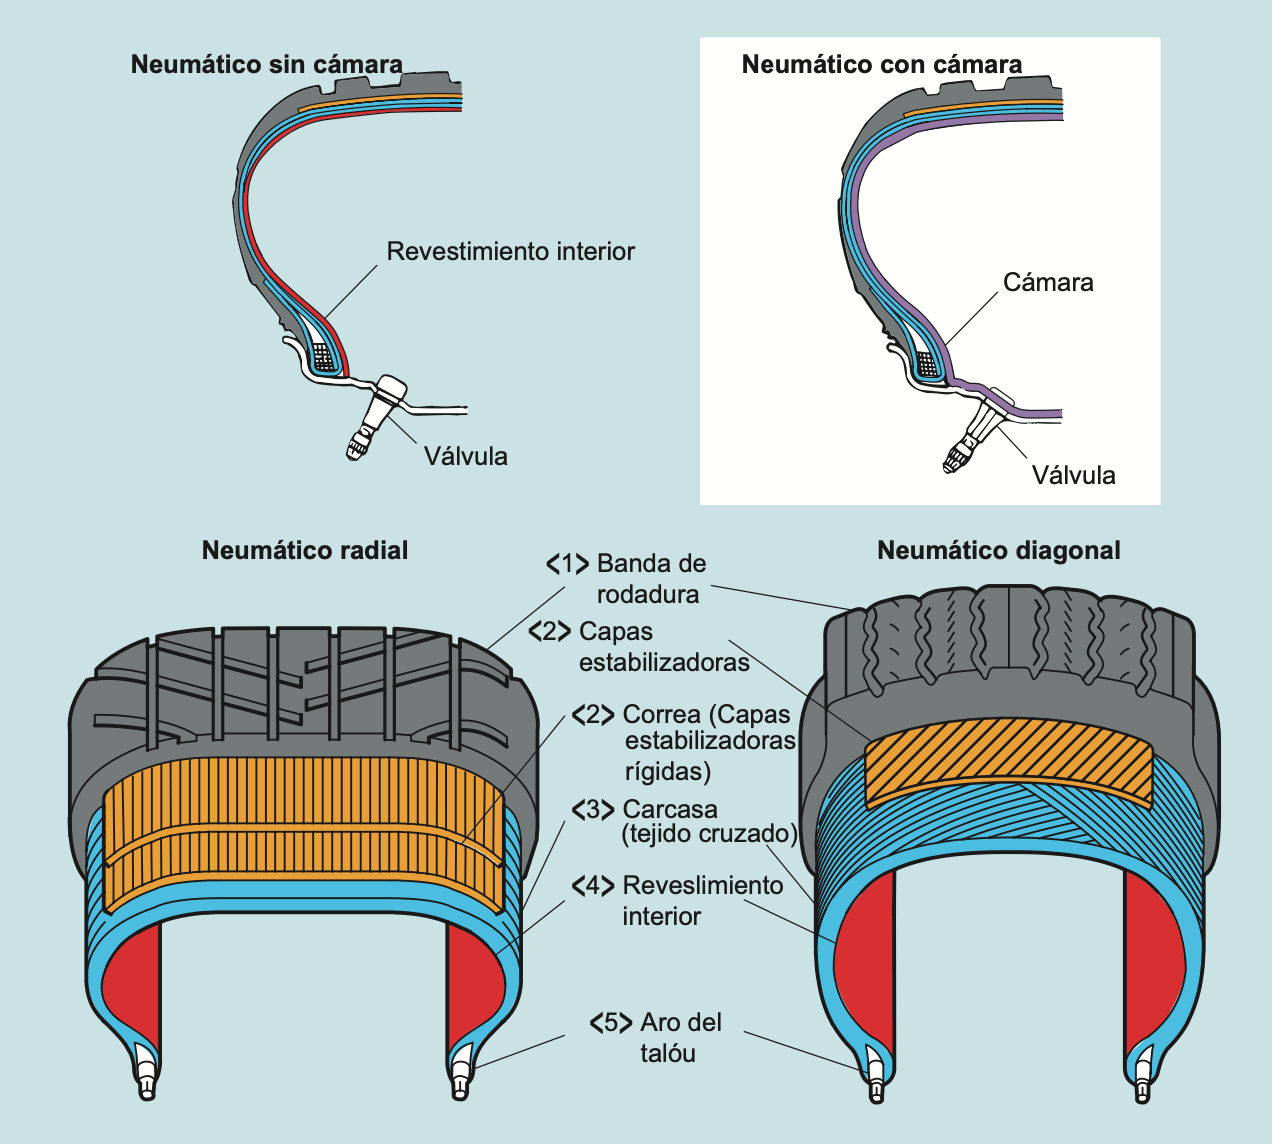 Neumático sin cámara
Revestimiento interior
Válvula
Neumático con cámara
Cámara
Válvula
Neumático radial
Neumático diagonal
<1> Banda de
rodadura
<2> Capas
estabilizadoras
<2> Correa (Capas
estabilizadoras
rígidas)
<3> Carcasa
(tejido cruzado)
<4> Reveslimiento
interior
<5> Aro del
talóu